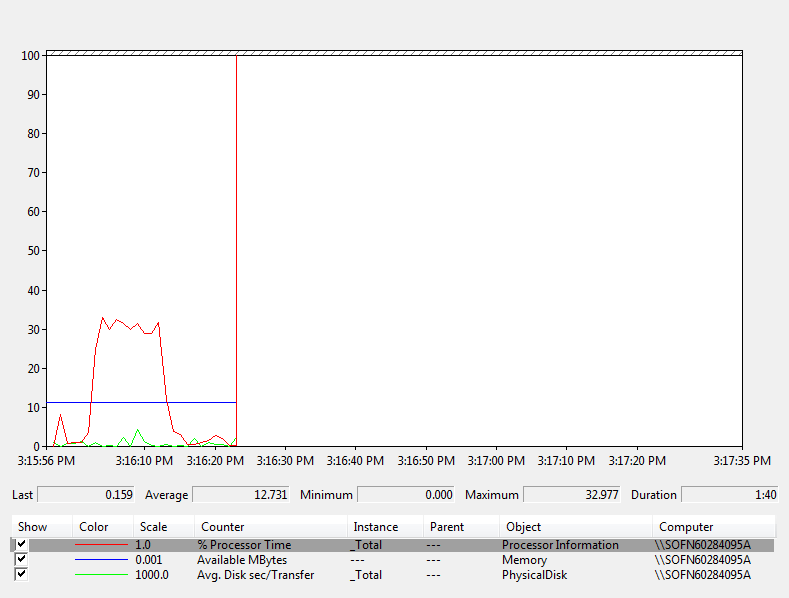 100
90
80
70
60
50
40
30
20
10
0
3:15:56 PM 3:16:10 PM 3:16:20 PM 3:16:30 PM 3:16:40 PM 3:16:50 PM 3:17:00 PM 3:17:10 PM 3:17:20 PM 3:17:35 PM
Last 0.159 Average 12.731 Minimum 0.000 Maximum 32.977 Duration 1:40
Show Color Scale Counter Instance Parent Object Computer
1.0 % Processor Time _Total --- Processor Information \\SOFN60284095A
0.001 Available MBytes --- --- Memory \\SOFN60284095A
1000.0 Avg. Disk sec/Transfer _Total --- PhysicalDisk \\SOFN60284095A